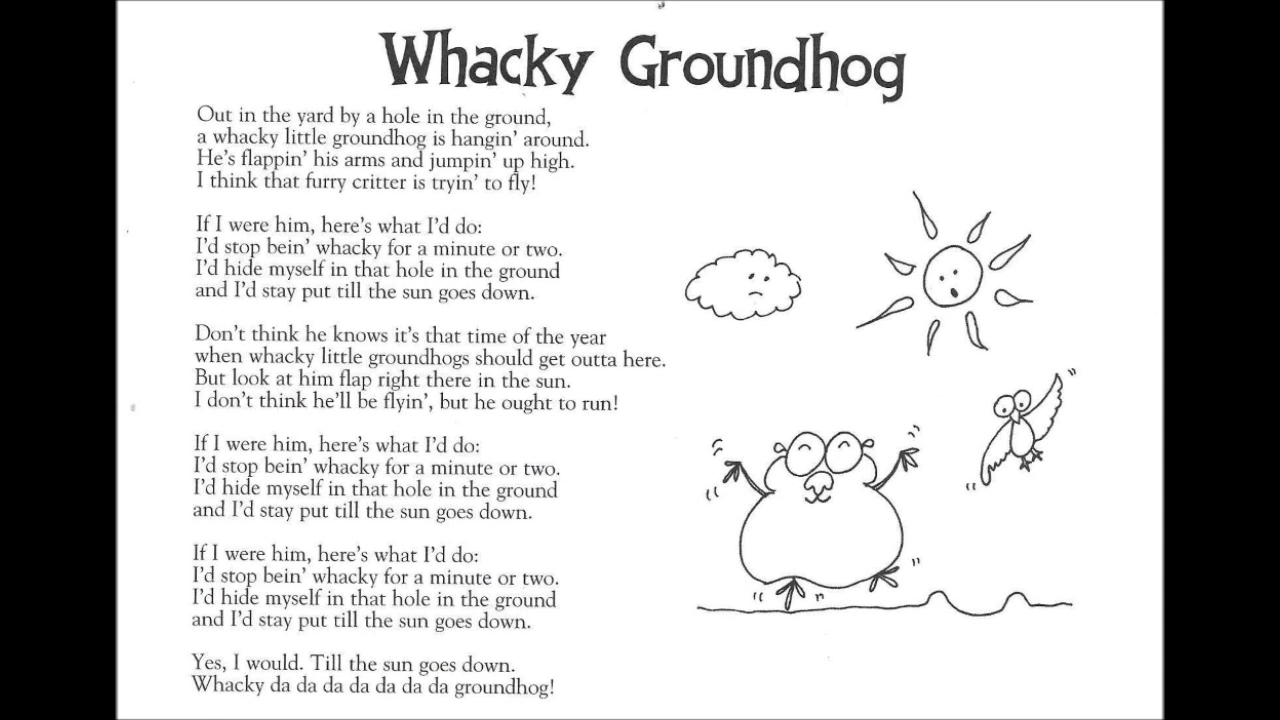 Whacky Groundhog
Out in the yard by a hole in the ground,
a whacky little groundhog is hangin’ around.
He’s flappin’ his arms and jumpin’ up high.
I think that furry critter is tryin’ to fly!
If I were him, here’s what I’d do:
I’d stop bein’ whacky for a minute or two.
I’d hide myself in that hole in the ground
and I’d stay put till the sun goes down.
Don’t think he knows it’s that time of the year
when whacky little groundhogs should get outta here.
But look at him flap right there in the sun.
I don’t think he’ll be flyin’, but he ought to run!
If I were him, here’s what I’d do:
I’d stop bein’ whacky for a minute or two.
I’d hide myself in that hole in the ground
and I’d stay put till the sun goes down.
If I were him, here’s what I’d do:
I’d stop bein’ whacky for a minute or two.
I’d hide myself in that hole in the ground
and I’d stay put till the sun goes down.
Yes, I would. Till the sun goes down.
Whacky da da da da da da da groundhog!